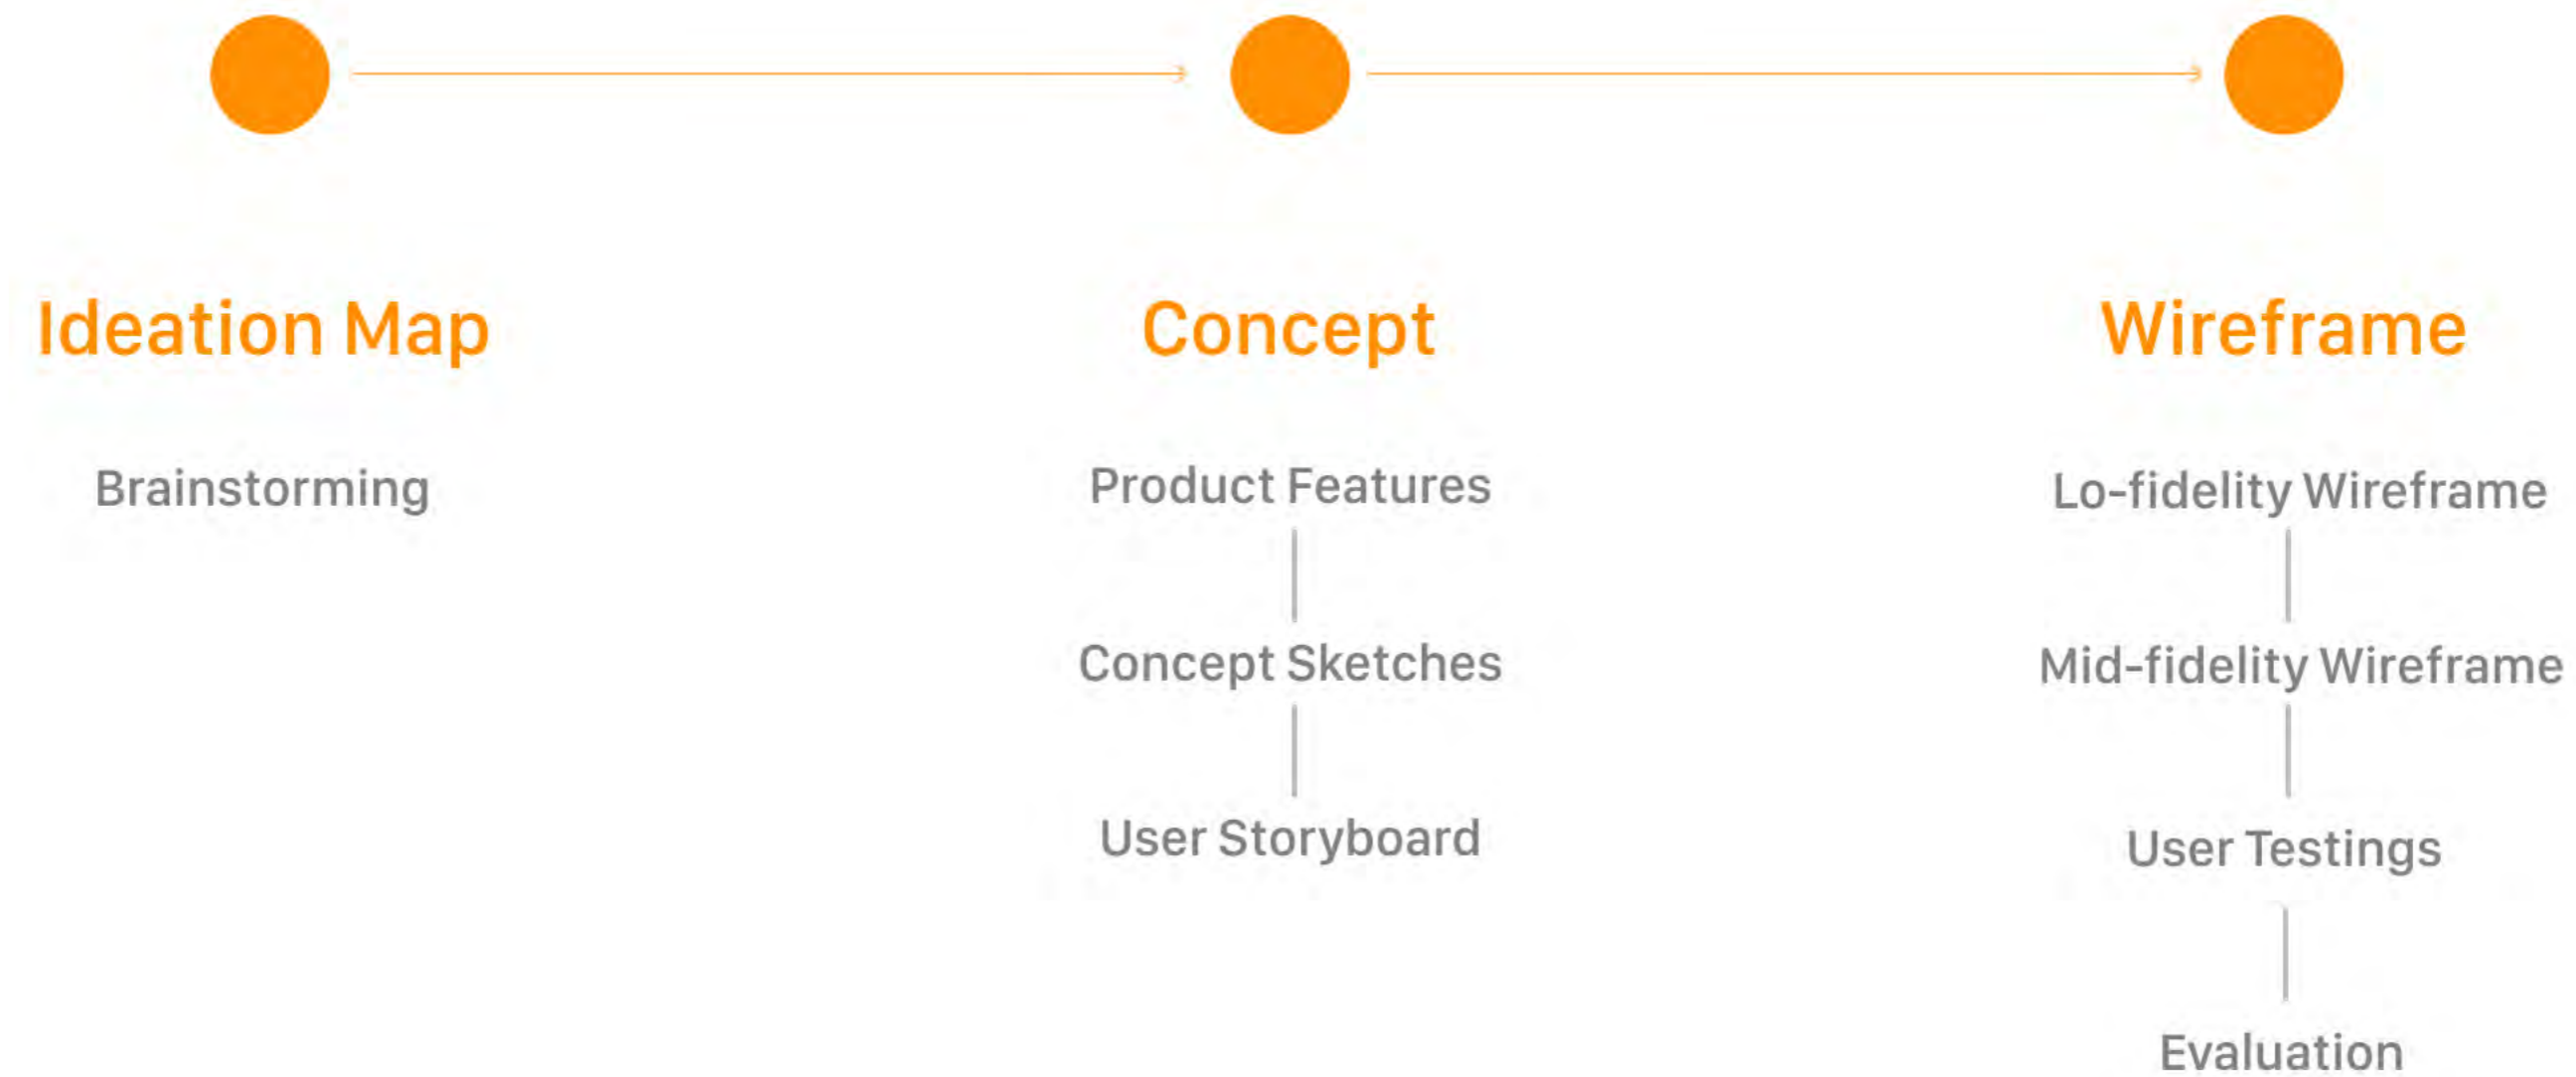 Ideation Map
Brainstorming
Concept
Product Features
Concept Sketches
User Storyboard
Wireframe
Lo-fidelity Wireframe
Mid-fidelity Wireframe
User Testings
Evaluation